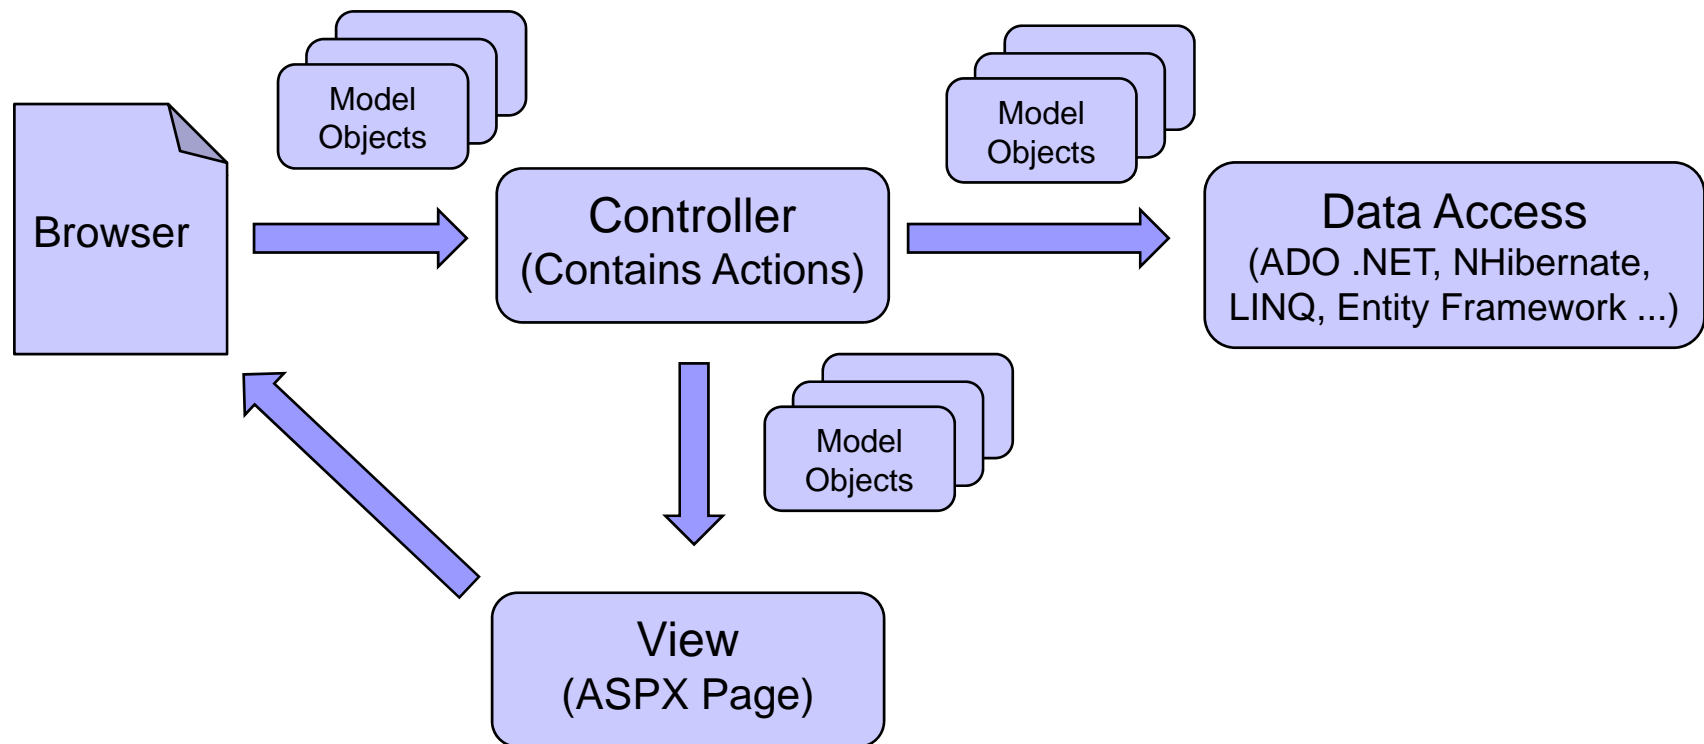 Model
Objects
Model
Objects
Browser
Controller
(Contains Actions)
Data Access
(ADO .NET, NHibernate,
LINQ, Entity Framework ...)
Model
Objects
View
(ASPX Page)